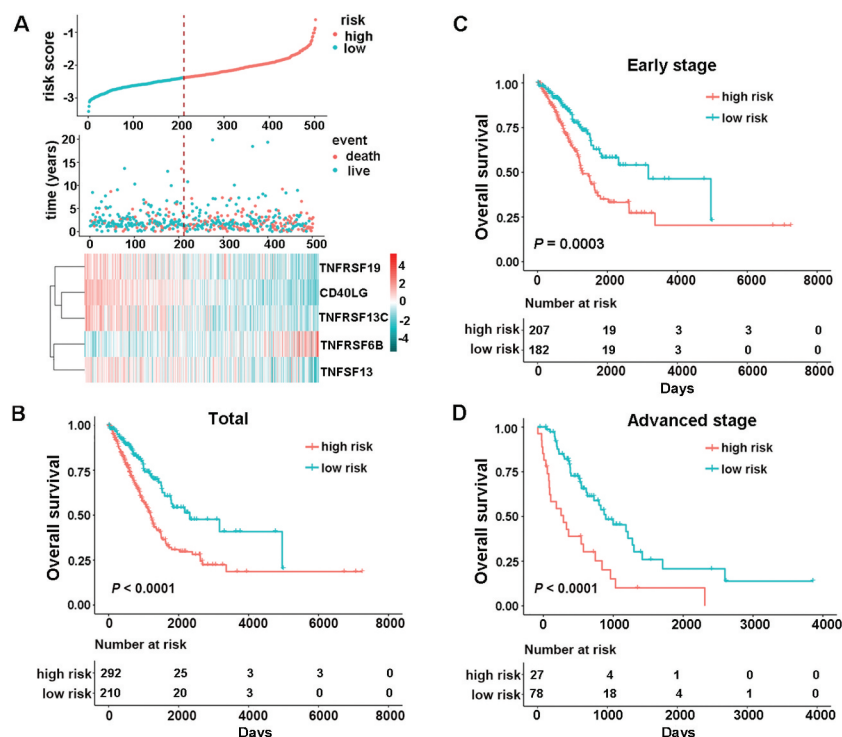 A
risk
high
low
risk score
-1
-2
-3
0 100 200 300 400 500
event
death
live
time (years)
20
15
10
5
0
0 100 200 300 400 500
TNFRSF19
CD40LG
TNFRSF13C
TNFRSF6B
TNFSF13
4
2
0
-2
-4
B
Total
high risk
low risk
Overall survival
1.00
0.75
0.50
0.25
0.00
P < 0.0001
0 2000 4000 6000 8000
Number at risk
high risk 292 25 3 3 0
low risk 210 20 3 0 0
0 2000 4000 6000 8000
Days
C
Early stage
high risk
low risk
Overall survival
1.00
0.75
0.50
0.25
0.00
P = 0.0003
0 2000 4000 6000 8000
Number at risk
high risk 207 19 3 3 0
low risk 182 19 3 0 0
0 2000 4000 6000 8000
Days
D
Advanced stage
high risk
low risk
Overall survival
1.00
0.75
0.50
0.25
0.00
P < 0.0001
0 1000 2000 3000 4000
Number at risk
high risk 27 4 1 0 0
low risk 78 18 4 1 0
0 1000 2000 3000 4000
Days